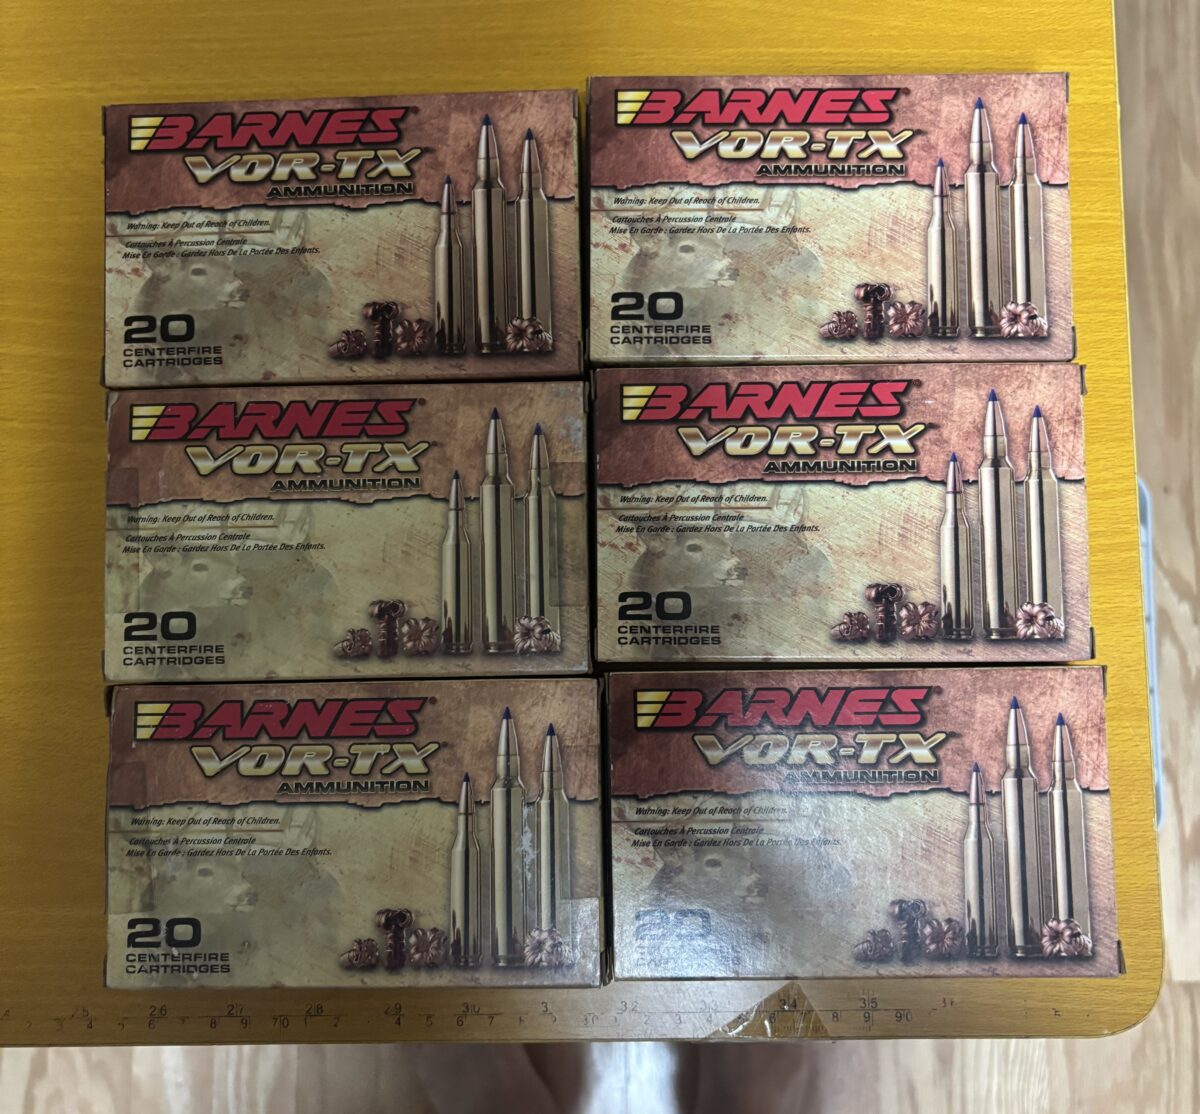 BARNES
VOR-TX
AMMUNITION
Warning: Keep Out of Reach of Children.
Cartouches À Percussion Centrale
Mise En Garde : Gardez Hors De La Portée Des Enfants.
20
CENTERFIRE
CARTRIDGES
BARNES
VOR-TX
AMMUNITION
Warning: Keep Out of Reach of Children.
Cartouches À Percussion Centrale
Mise En Garde : Gardez Hors De La Portée Des Enfants.
20
CENTERFIRE
CARTRIDGES
BARNES
VOR-TX
AMMUNITION
Warning: Keep Out of Reach of Children.
Cartouches À Percussion Centrale
Mise En Garde : Gardez Hors De La Portée Des Enfants.
20
CENTERFIRE
CARTRIDGES
BARNES
VOR-TX
AMMUNITION
Warning: Keep Out of Reach of Children.
Cartouches À Percussion Centrale
Mise En Garde : Gardez Hors De La Portée Des Enfants.
20
CENTERFIRE
CARTRIDGES
BARNES
VOR-TX
AMMUNITION
Warning: Keep Out of Reach of Children.
Cartouches À Percussion Centrale
Mise En Garde : Gardez Hors De La Portée Des Enfants.
20
CENTERFIRE
CARTRIDGES
BARNES
VOR-TX
AMMUNITION
Warning: Keep Out of Reach of Children.
Cartouches À Percussion Centrale
Mise En Garde : Gardez Hors De La Portée Des Enfants.
20
CENTERFIRE
CARTRIDGES
26 27 28 29 30 32 33 34 35